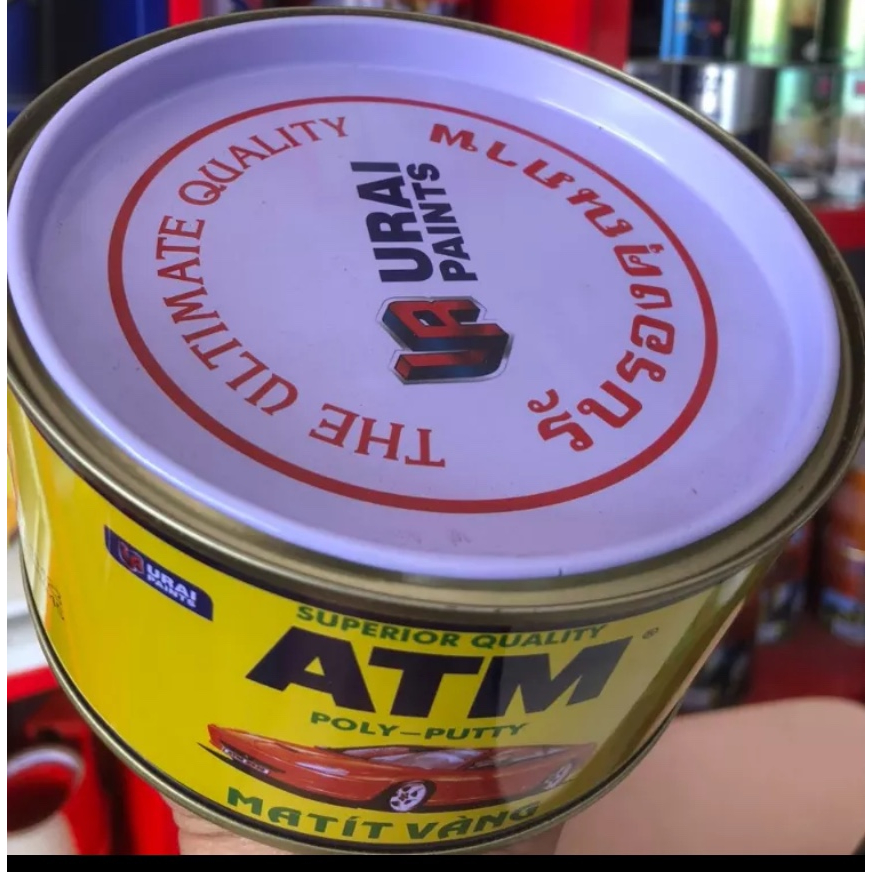 THE ULTIMATE QUALITY
URAI
PAINTS
รับรองคุณภาพ
URAI
PAINTS
SUPERIOR QUALITY
ATM®
POLY-PUTTY
MATÍT VÀNG